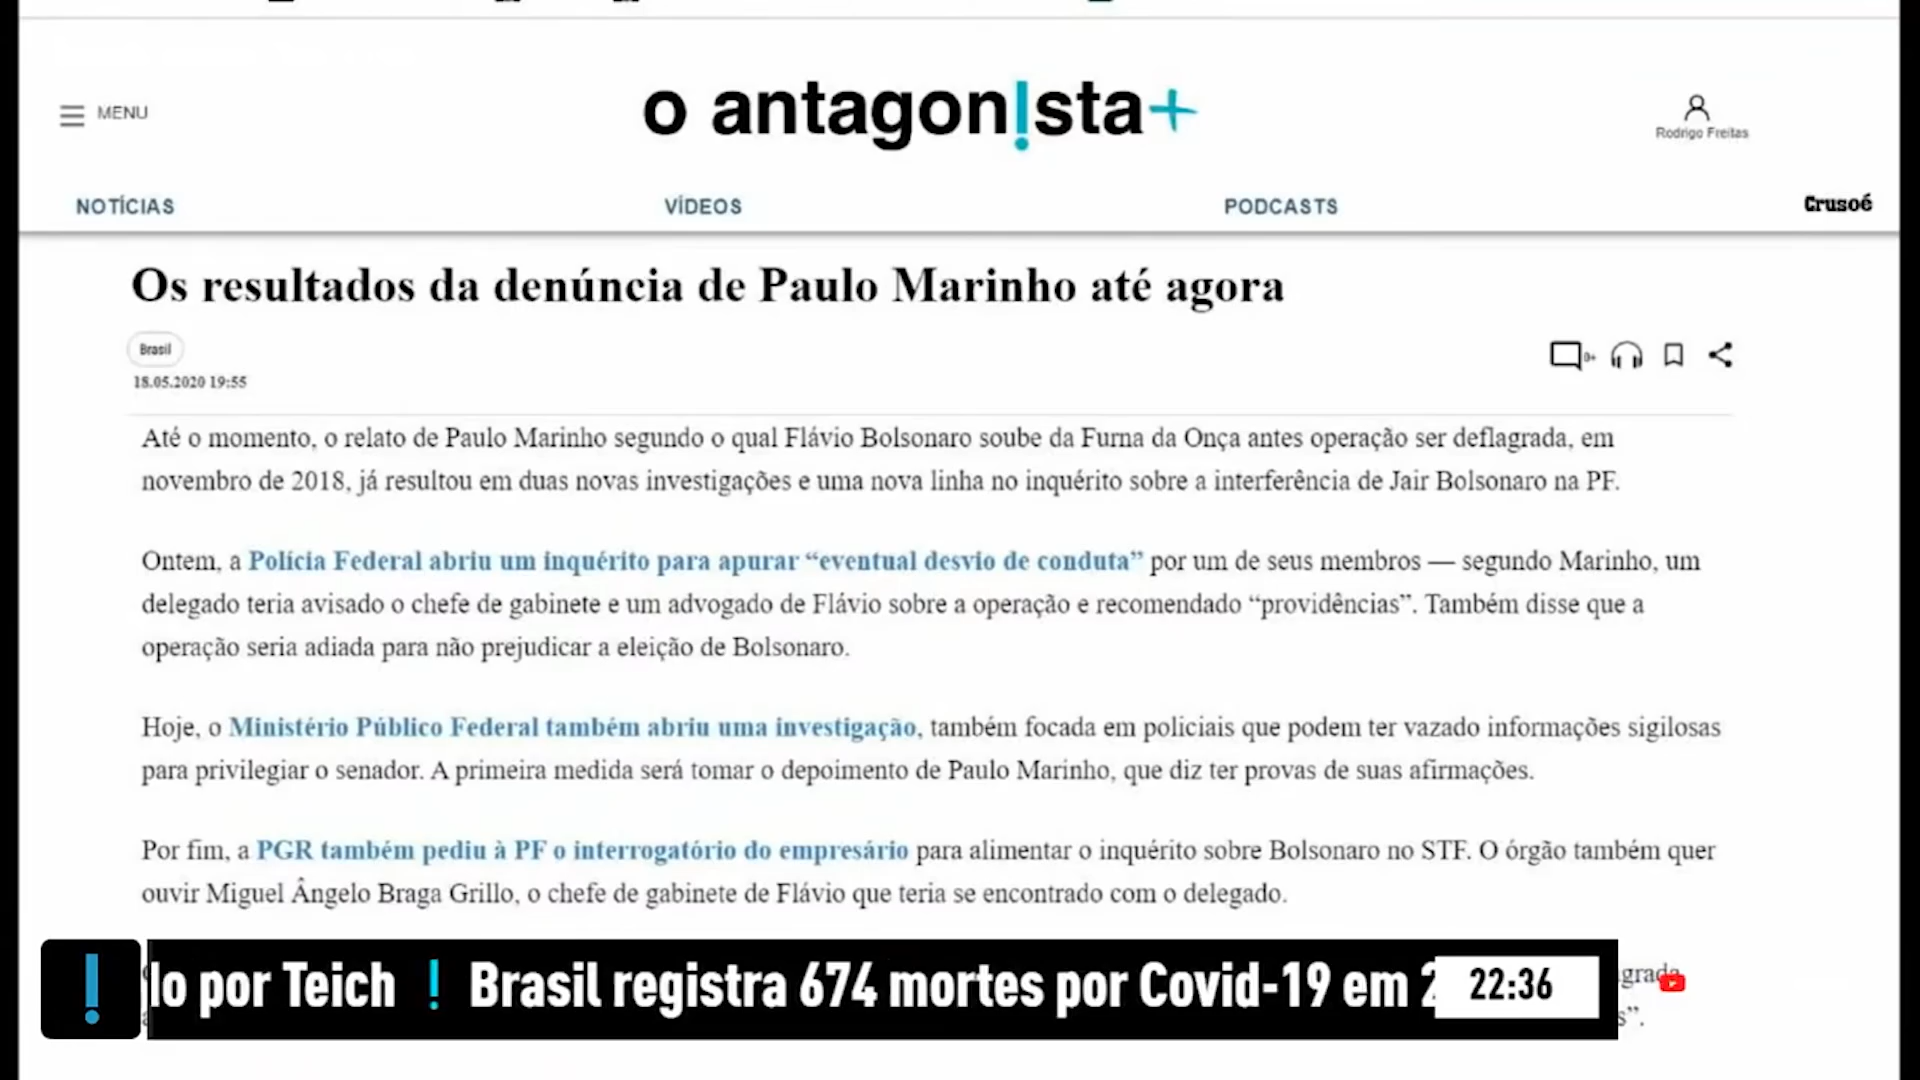 MENU
o antagon!sta+
Rodrigo Freitas
NOTÍCIAS
VÍDEOS
PODCASTS
Crusoé
Os resultados da denúncia de Paulo Marinho até agora
Brasil
18.05.2020 19:55
0+
Até o momento, o relato de Paulo Marinho segundo o qual Flávio Bolsonaro soube da Furna da Onça antes operação ser deflagrada, em
novembro de 2018, já resultou em duas novas investigações e uma nova linha no inquérito sobre a interferência de Jair Bolsonaro na PF.
Ontem, a Polícia Federal abriu um inquérito para apurar “eventual desvio de conduta” por um de seus membros — segundo Marinho, um
delegado teria avisado o chefe de gabinete e um advogado de Flávio sobre a operação e recomendado “providências”. Também disse que a
operação seria adiada para não prejudicar a eleição de Bolsonaro.
Hoje, o Ministério Público Federal também abriu uma investigação, também focada em policiais que podem ter vazado informações sigilosas
para privilegiar o senador. A primeira medida será tomar o depoimento de Paulo Marinho, que diz ter provas de suas afirmações.
Por fim, a PGR também pediu à PF o interrogatório do empresário para alimentar o inquérito sobre Bolsonaro no STF. O órgão também quer
ouvir Miguel Ângelo Braga Grillo, o chefe de gabinete de Flávio que teria se encontrado com o delegado.
! lo por Teich ! Brasil registra 674 mortes por Covid-19 em 2
22:36